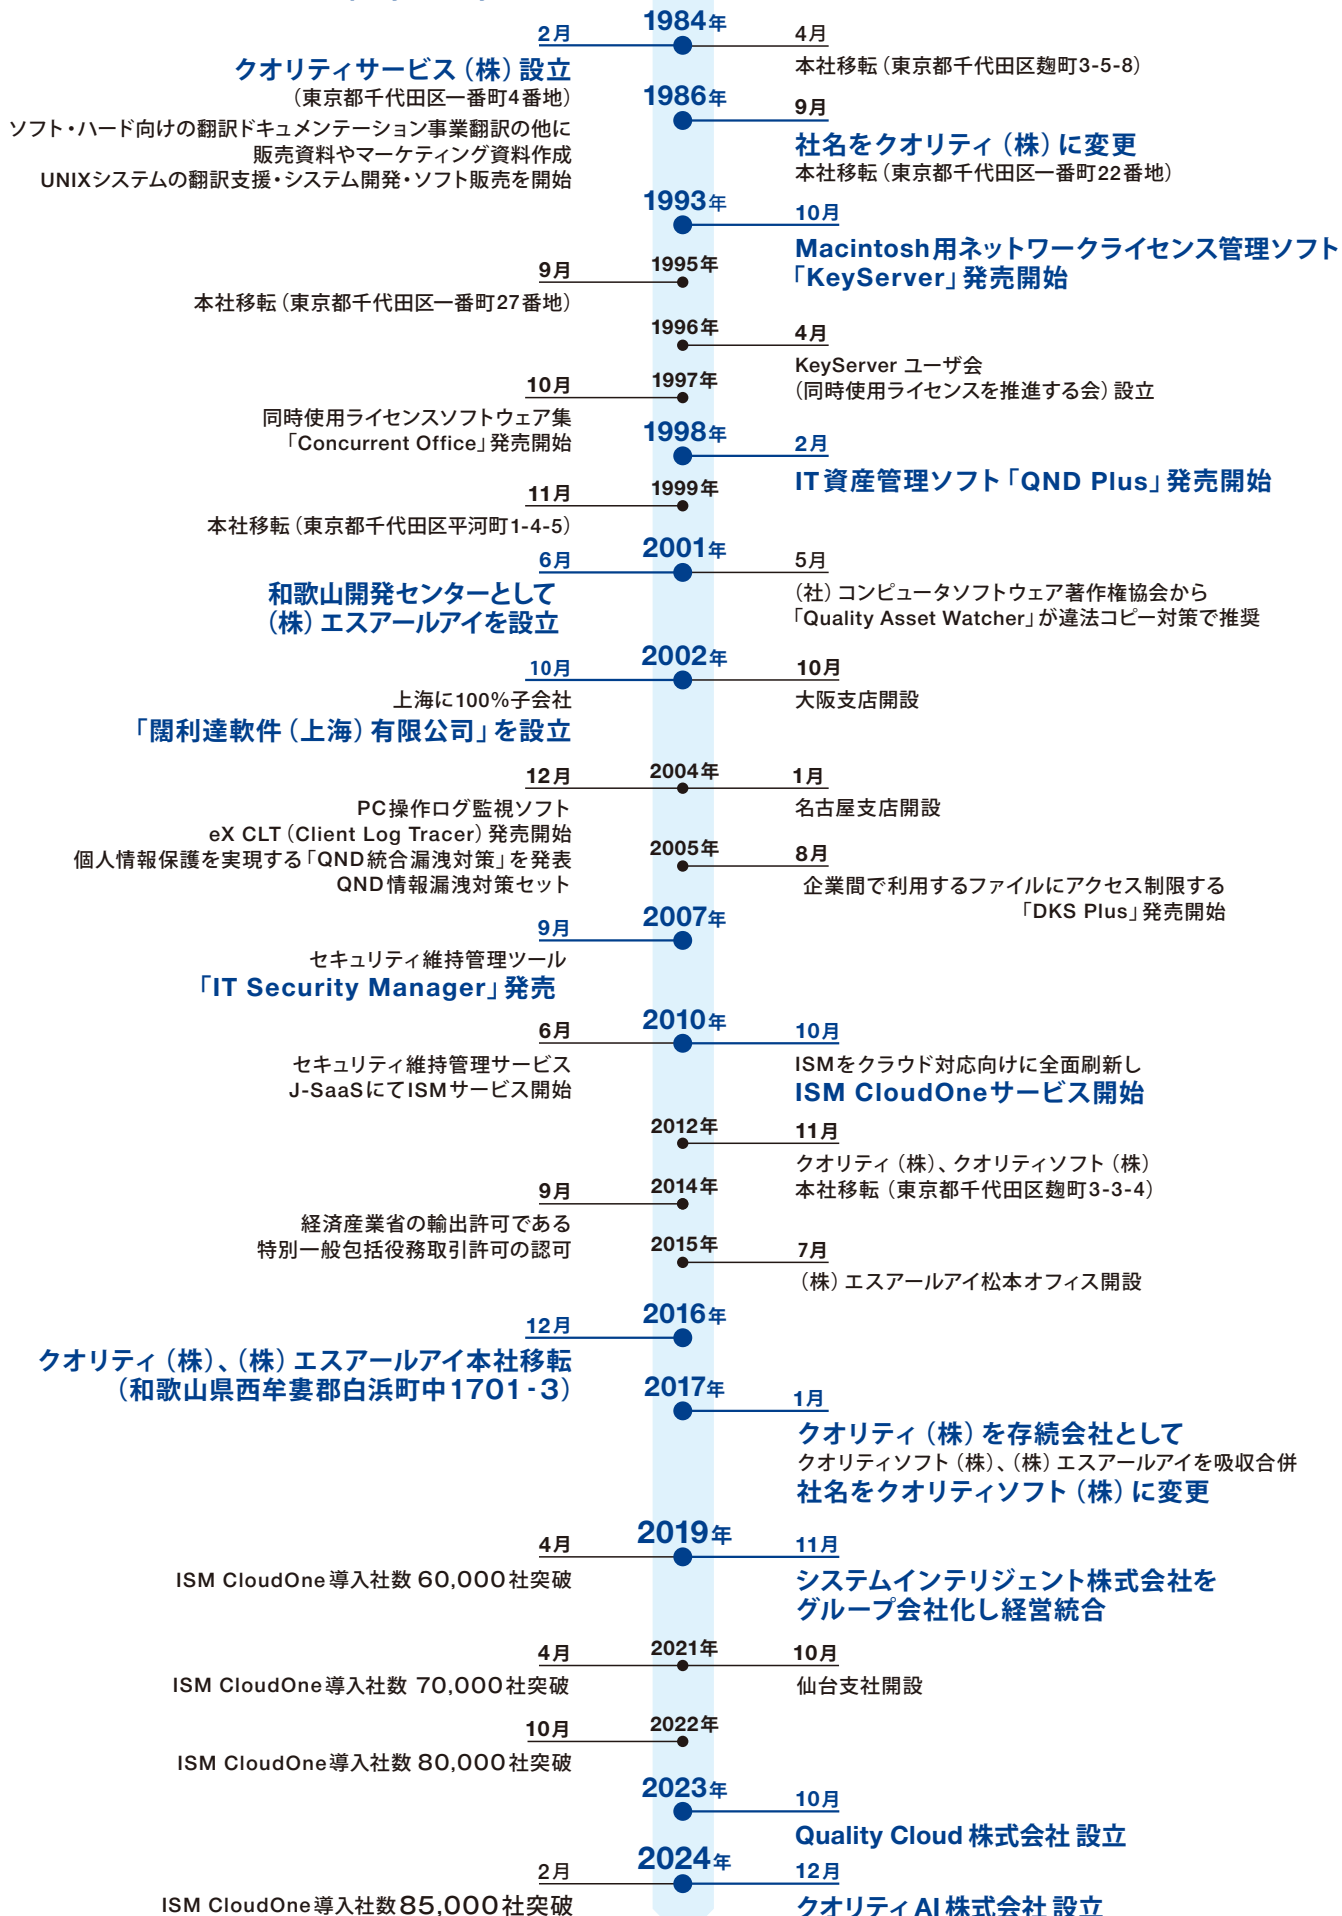 1984年
2月
クオリティサービス（株）設立
（東京都千代田区一番町4番地）
ソフト・ハード向けの翻訳ドキュメンテーション事業翻訳の他に
販売資料やマーケティング資料作成
UNIXシステムの翻訳支援・システム開発・ソフト販売を開始
4月
本社移転（東京都千代田区麹町3-5-8）
1986年
9月
社名をクオリティ（株）に変更
本社移転（東京都千代田区一番町22番地）
1993年
10月
Macintosh用ネットワークライセンス管理ソフト
「KeyServer」発売開始
1995年
9月
本社移転（東京都千代田区一番町27番地）
1996年
4月
KeyServer ユーザ会
（同時使用ライセンスを推進する会）設立
1997年
10月
同時使用ライセンスソフトウェア集
「Concurrent Office」発売開始
1998年
2月
IT資産管理ソフト「QND Plus」発売開始
1999年
11月
本社移転（東京都千代田区平河町1-4-5）
2001年
6月
和歌山開発センターとして
（株）エスアールアイを設立
5月
（社）コンピュータソフトウェア著作権協会から
「Quality Asset Watcher」が違法コピー対策で推奨
2002年
10月
上海に100%子会社
「闊利達軟件（上海）有限公司」を設立
10月
大阪支店開設
2004年
12月
PC操作ログ監視ソフト
eX CLT（Client Log Tracer）発売開始
個人情報保護を実現する「QND統合漏洩対策」を発表
QND情報漏洩対策セット
1月
名古屋支店開設
2005年
8月
企業間で利用するファイルにアクセス制限する
「DKS Plus」発売開始
2007年
9月
セキュリティ維持管理ツール
「IT Security Manager」発売
2010年
6月
セキュリティ維持管理サービス
J-SaaSにてISMサービス開始
10月
ISMをクラウド対応向けに全面刷新し
ISM CloudOneサービス開始
2012年
11月
クオリティ（株）、クオリティソフト（株）
本社移転（東京都千代田区麹町3-3-4）
2014年
9月
経済産業省の輸出許可である
特別一般包括役務取引許可の認可
2015年
7月
（株）エスアールアイ松本オフィス開設
2016年
12月
クオリティ（株）、（株）エスアールアイ本社移転
（和歌山県西牟婁郡白浜町中1701-3）
2017年
1月
クオリティ（株）を存続会社として
クオリティソフト（株）、（株）エスアールアイを吸収合併
社名をクオリティソフト（株）に変更
2019年
4月
ISM CloudOne導入社数 60,000社突破
11月
システムインテリジェント株式会社を
グループ会社化し経営統合
2021年
4月
ISM CloudOne導入社数 70,000社突破
10月
仙台支社開設
2022年
10月
ISM CloudOne導入社数 80,000社突破
2023年
10月
Quality Cloud 株式会社 設立
2024年
2月
ISM CloudOne導入社数85,000社突破
12月
クオリティAI 株式会社 設立